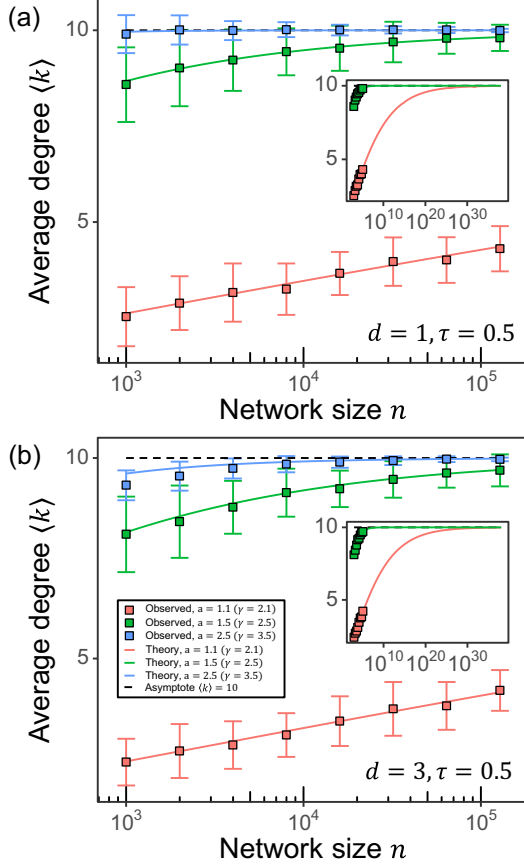 (a)
Average degree ⟨k⟩
10
5
10
5
10^10 10^20 10^30
d = 1, τ = 0.5
10^3 10^4 10^5
Network size n
(b)
Average degree ⟨k⟩
10
5
10
5
10^10 10^20 10^30
Observed, a = 1.1 (γ = 2.1)
Observed, a = 1.5 (γ = 2.5)
Observed, a = 2.5 (γ = 3.5)
Theory, a = 1.1 (γ = 2.1)
Theory, a = 1.5 (γ = 2.5)
Theory, a = 2.5 (γ = 3.5)
Asymptote ⟨k⟩ = 10
d = 3, τ = 0.5
10^3 10^4 10^5
Network size n